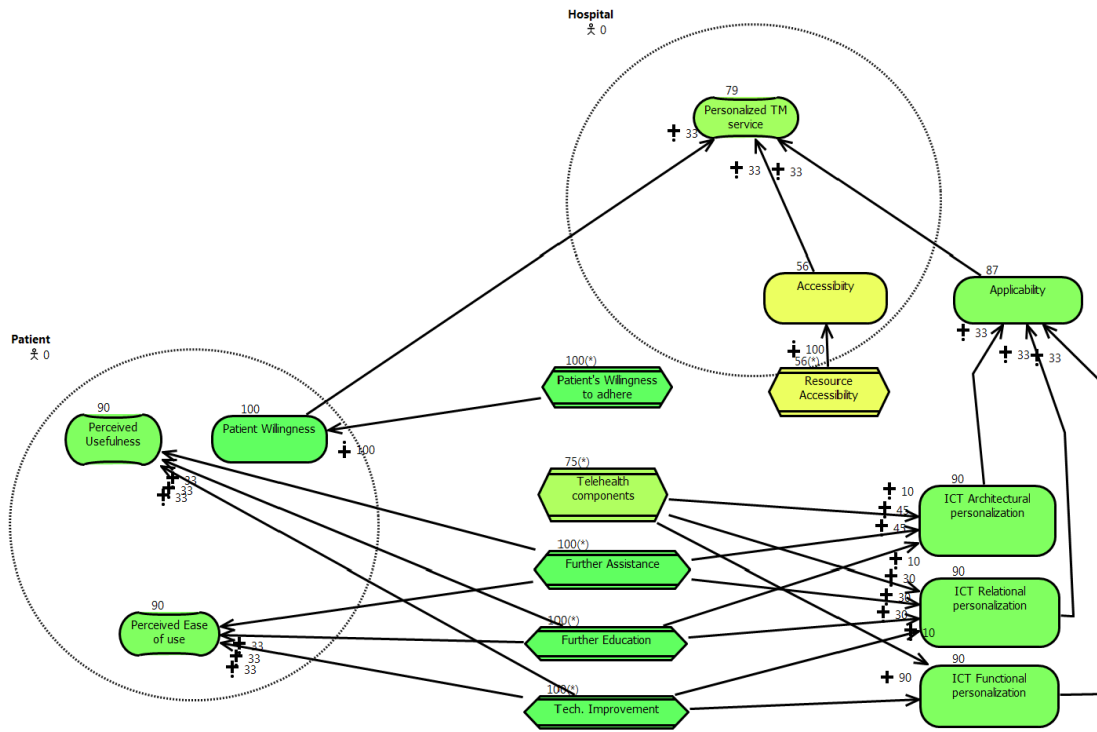 Hospital
0
79
Personalized TM
service
33
33
33
56
Accessibiity
87
Applicability
33
33
33
100
56(*)
Resource
Accessibility
Patient
0
100(*)
Patient's Willingness
to adhere
90
Perceived
Usefulness
100
Patient Willingness
100
33
33
33
75(*)
Telehealth
components
90
ICT Architectural
personalization
10
45
45
100(*)
Further Assistance
10
30
30
30
10
90
ICT Relational
personalization
90
Perceived Ease
of use
33
33
33
100(*)
Further Education
90
ICT Functional
personalization
90
100(*)
Tech. Improvement